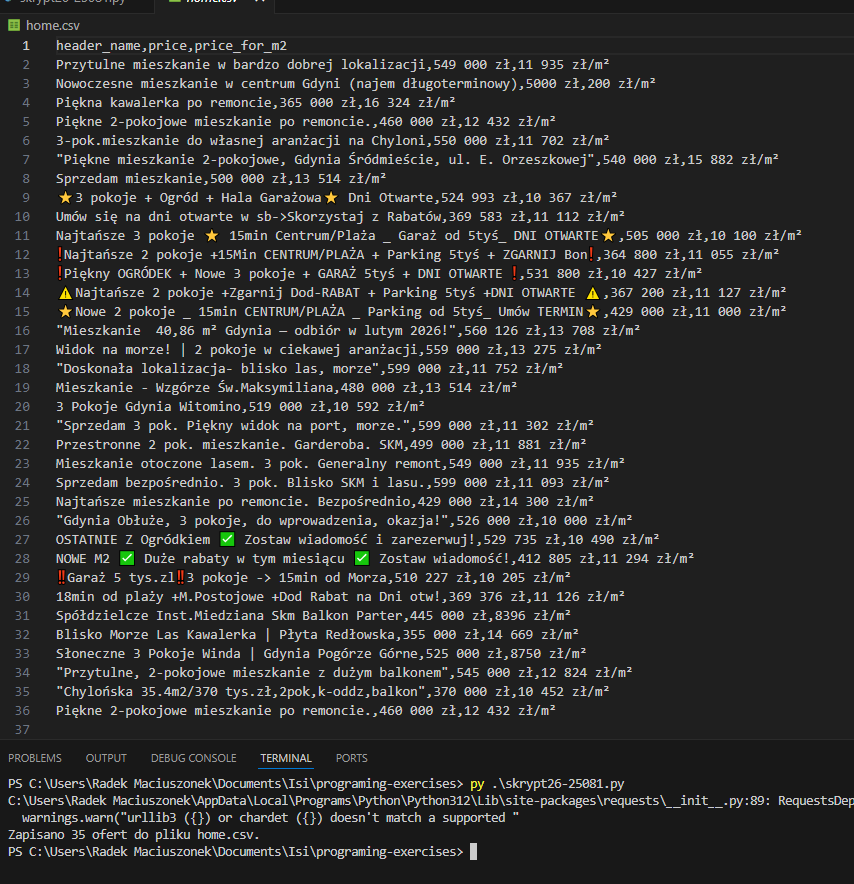 home.csv
home.csv
1 header_name,price,price_for_m2
2 Przytulne mieszkanie w bardzo dobrej lokalizacji,549 000 zł,11 935 zł/m²
3 Nowoczesne mieszkanie w centrum Gdyni (najem długoterminowy),5000 zł,200 zł/m²
4 Piękna kawalerka po remoncie,365 000 zł,16 324 zł/m²
5 Piękne 2-pokojowe mieszkanie po remoncie.,460 000 zł,12 432 zł/m²
6 3-pok.mieszkanie do własnej aranżacji na Chyloni,550 000 zł,11 702 zł/m²
7 "Piękne mieszkanie 2-pokojowe, Gdynia Śródmieście, ul. E. Orzeszkowej",540 000 zł,15 882 zł/m²
8 Sprzedam mieszkanie,500 000 zł,13 514 zł/m²
9 ⭐3 pokoje + Ogród + Hala Garażowa⭐ Dni Otwarte,524 993 zł,10 367 zł/m²
10 Umów się na dni otwarte w sb->Skorzystaj z Rabatów,369 583 zł,11 112 zł/m²
11 Najtańsze 3 pokoje ⭐ 15min Centrum/Plaża _ Garaż od 5tyś_ DNI OTWARTE⭐,505 000 zł,10 100 zł/m²
12 ❗Najtańsze 2 pokoje +15Min CENTRUM/PLAŻA + Parking 5tyś + ZGARNIJ Bon❗,364 800 zł,11 055 zł/m²
13 ❗Piękny OGRÓDEK + Nowe 3 pokoje + GARAŻ 5tyś + DNI OTWARTE ❗,531 800 zł,10 427 zł/m²
14 ⚠️Najtańsze 2 pokoje +Zgarnij Dod-RABAT + Parking 5tyś +DNI OTWARTE ⚠️,367 200 zł,11 127 zł/m²
15 ⭐Nowe 2 pokoje _ 15min CENTRUM/PLAŻA _ Parking od 5tyś_ Umów TERMIN⭐,429 000 zł,11 000 zł/m²
16 "Mieszkanie  40,86 m² Gdynia – odbiór w lutym 2026!",560 126 zł,13 708 zł/m²
17 Widok na morze! | 2 pokoje w ciekawej aranżacji,559 000 zł,13 275 zł/m²
18 "Doskonała lokalizacja- blisko las, morze",599 000 zł,11 752 zł/m²
19 Mieszkanie - Wzgórze Św.Maksymiliana,480 000 zł,13 514 zł/m²
20 3 Pokoje Gdynia Witomino,519 000 zł,10 592 zł/m²
21 "Sprzedam 3 pok. Piękny widok na port, morze.",599 000 zł,11 302 zł/m²
22 Przestronne 2 pok. mieszkanie. Garderoba. SKM,499 000 zł,11 881 zł/m²
23 Mieszkanie otoczone lasem. 3 pok. Generalny remont,549 000 zł,11 935 zł/m²
24 Sprzedam bezpośrednio. 3 pok. Blisko SKM i lasu.,599 000 zł,11 093 zł/m²
25 Najtańsze mieszkanie po remoncie. Bezpośrednio,429 000 zł,14 300 zł/m²
26 "Gdynia Obłuże, 3 pokoje, do wprowadzenia, okazja!",526 000 zł,10 000 zł/m²
27 OSTATNIE Z Ogródkiem ✅ Zostaw wiadomość i zarezerwuj!,529 735 zł,10 490 zł/m²
28 NOWE M2 ✅ Duże rabaty w tym miesiącu ✅ Zostaw wiadomość!,412 805 zł,11 294 zł/m²
29 ‼️Garaż 5 tys.zl‼️3 pokoje -> 15min od Morza,510 227 zł,10 205 zł/m²
30 18min od plaży +M.Postojowe +Dod Rabat na Dni otw!,369 376 zł,11 126 zł/m²
31 Spółdzielcze Inst.Miedziana Skm Balkon Parter,445 000 zł,8396 zł/m²
32 Blisko Morze Las Kawalerka | Płyta Redłowska,355 000 zł,14 669 zł/m²
33 Słoneczne 3 Pokoje Winda | Gdynia Pogórze Górne,525 000 zł,8750 zł/m²
34 "Przytulne, 2-pokojowe mieszkanie z dużym balkonem",545 000 zł,12 824 zł/m²
35 "Chylońska 35.4m2/370 tys.zł,2pok,k-oddz,balkon",370 000 zł,10 452 zł/m²
36 Piękne 2-pokojowe mieszkanie po remoncie.,460 000 zł,12 432 zł/m²
37
PROBLEMS OUTPUT DEBUG CONSOLE TERMINAL PORTS
PS C:\Users\Radek Maciuszonek\Documents\Isi\programing-exercises> py .\skrypt26-25081.py
C:\Users\Radek Maciuszonek\AppData\Local\Programs\Python\Python312\Lib\site-packages\requests\__init__.py:89: RequestsDep
warnings.warn("urllib3 ({}) or chardet ({}) doesn't match a supported "
Zapisano 35 ofert do pliku home.csv.
PS C:\Users\Radek Maciuszonek\Documents\Isi\programing-exercises>